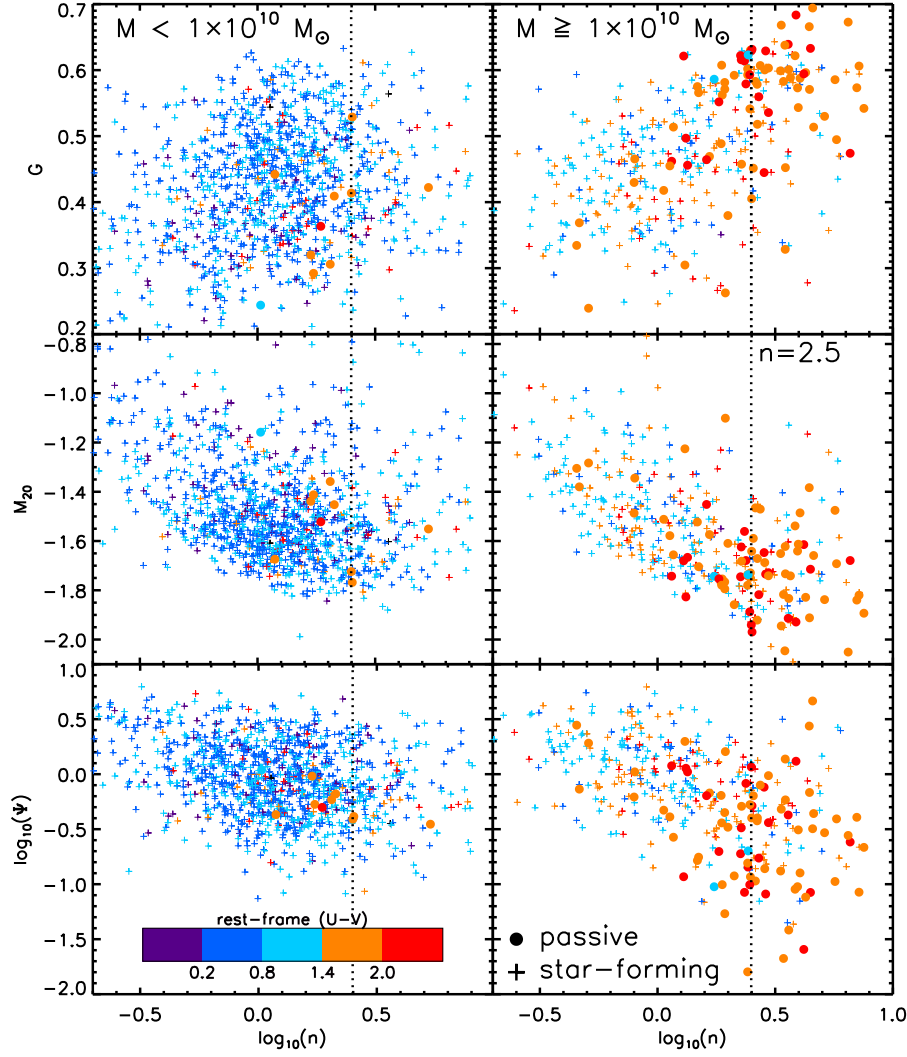 M < 1×10¹⁰ M⊙
M ≧ 1×10¹⁰ M⊙
0.6
0.5
0.4
0.3
0.2
G
−0.8
−1.0
−1.2
−1.4
−1.6
−1.8
−2.0
M₂₀
n=2.5
1.0
0.5
0.0
−0.5
−1.0
−1.5
−2.0
log₁₀(Ψ)
rest−frame (U−V)
0.2 0.8 1.4 2.0
passive
star−forming
−0.5 0.0 0.5
−0.5 0.0 0.5 1.0
log₁₀(n)
log₁₀(n)